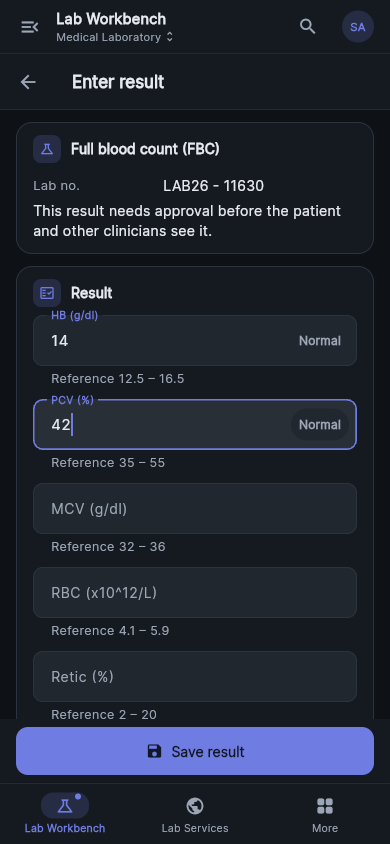 Lab Workbench
Medical Laboratory
SA
Enter result
Full blood count (FBC)
Lab no. LAB26 - 11630
This result needs approval before the patient
and other clinicians see it.
Result
HB (g/dl)
14 Normal
Reference 12.5 – 16.5
PCV (%)
42 Normal
Reference 35 – 55
MCV (g/dl)
Reference 32 – 36
RBC (x10^12/L)
Reference 4.1 – 5.9
Retic (%)
Reference 2 – 20
Save result
Lab Workbench Lab Services More